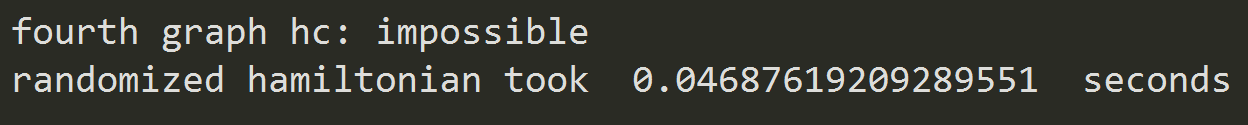 fourth graph hc: impossible
randomized hamiltonian took  0.04687619209289551  seconds